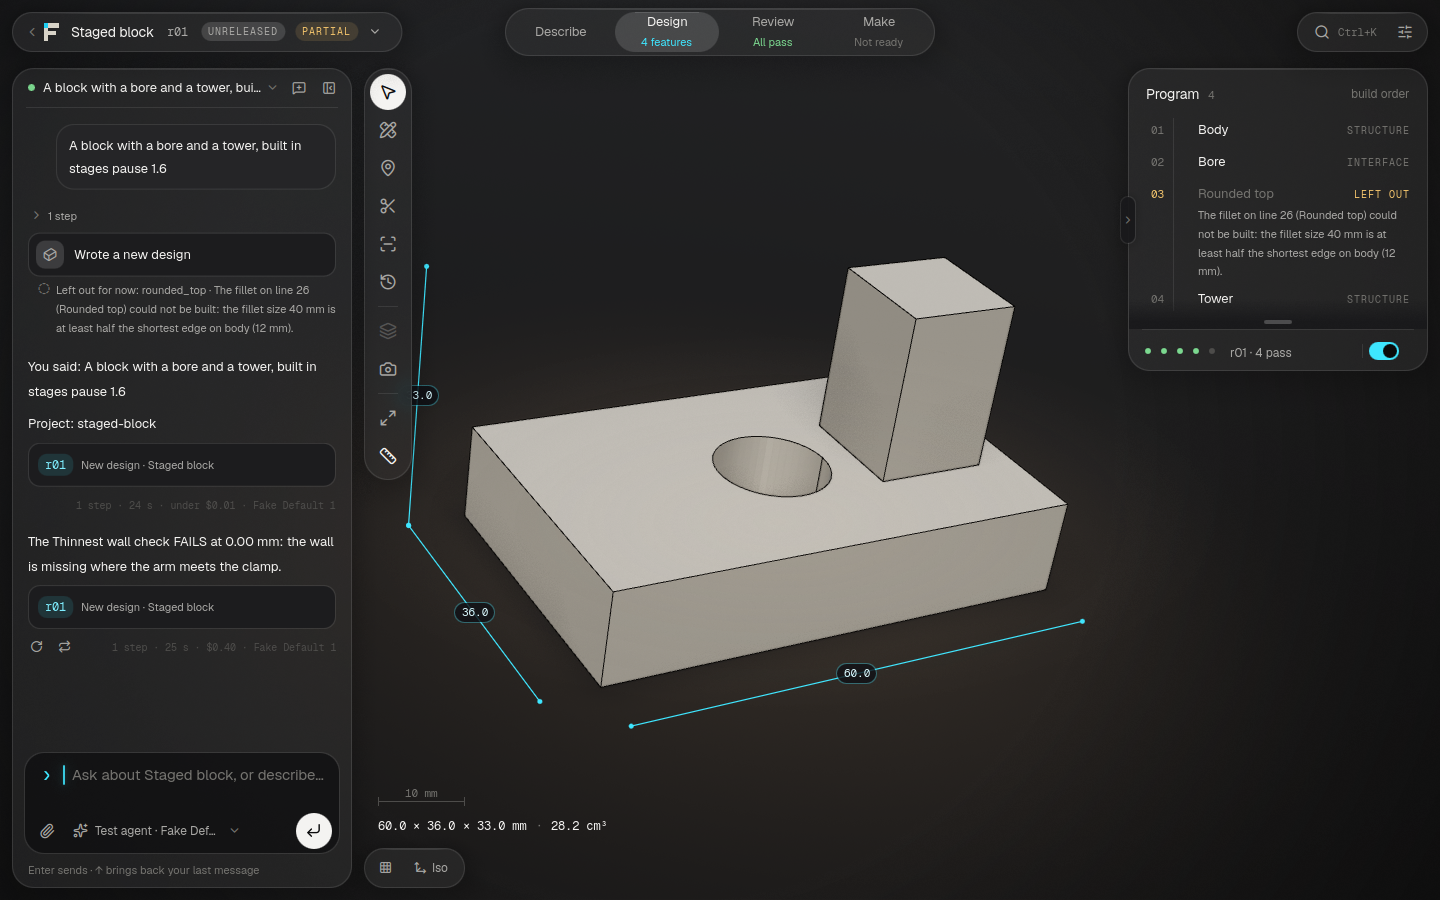 Staged block r01 UNRELEASED PARTIAL
Describe
Design
4 features
Review
All pass
Make
Not ready
Ctrl+K
A block with a bore and a tower, bui...
A block with a bore and a tower, built in
stages pause 1.6
1 step
Wrote a new design
Left out for now: rounded_top · The fillet on line 26
(Rounded top) could not be built: the fillet size 40 mm is
at least half the shortest edge on body (12 mm).
You said: A block with a bore and a tower, built in
stages pause 1.6
Project: staged-block
r01 New design · Staged block
1 step · 24 s · under $0.01 · Fake Default 1
The Thinnest wall check FAILS at 0.00 mm: the wall
is missing where the arm meets the clamp.
r01 New design · Staged block
1 step · 25 s · $0.40 · Fake Default 1
Ask about Staged block, or describe...
Test agent · Fake Def...
Enter sends · ↑ brings back your last message
3.0
36.0
60.0
10 mm
60.0 × 36.0 × 33.0 mm · 28.2 cm³
Iso
Program 4 build order
01 Body STRUCTURE
02 Bore INTERFACE
03 Rounded top LEFT OUT
The fillet on line 26 (Rounded top) could
not be built: the fillet size 40 mm is at
least half the shortest edge on body (12
mm).
04 Tower STRUCTURE
r01 · 4 pass